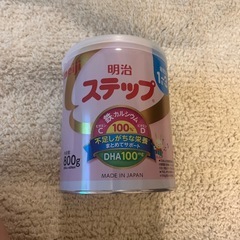 明治
ステップ
鉄 カルシウム
C 100% D
不足しがちな栄養
まとめてサポート
DHA100
800g
MADE IN JAPAN